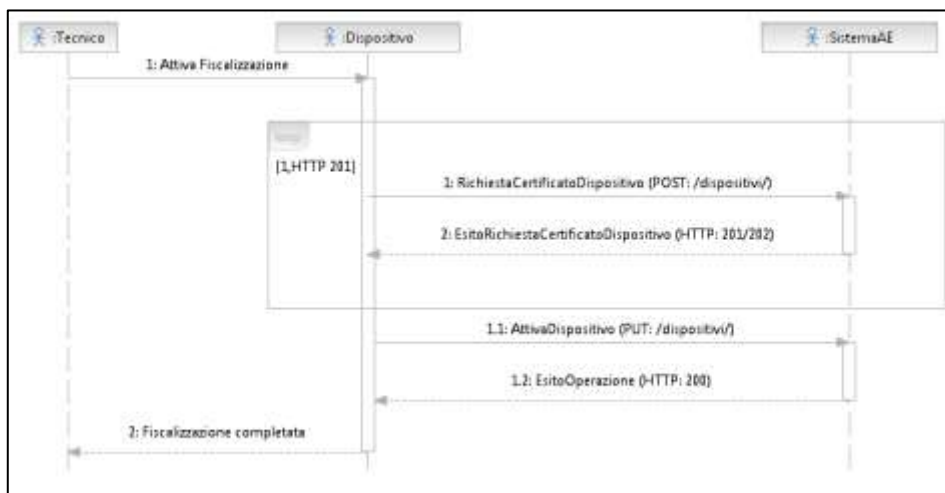 :Tecnico
:Dispositivo
:SistemaAE
1: Attiva Fiscalizzazione
[1,HTTP 201]
1: RichiestaCertificatoDispositivo (POST: /dispositivi/)
2: EsitoRichiestaCertificatoDispositivo (HTTP: 201/202)
1.1: AttivaDispositivo (PUT: /dispositivi/)
1.2: EsitoOperazione (HTTP: 200)
2: Fiscalizzazione completata